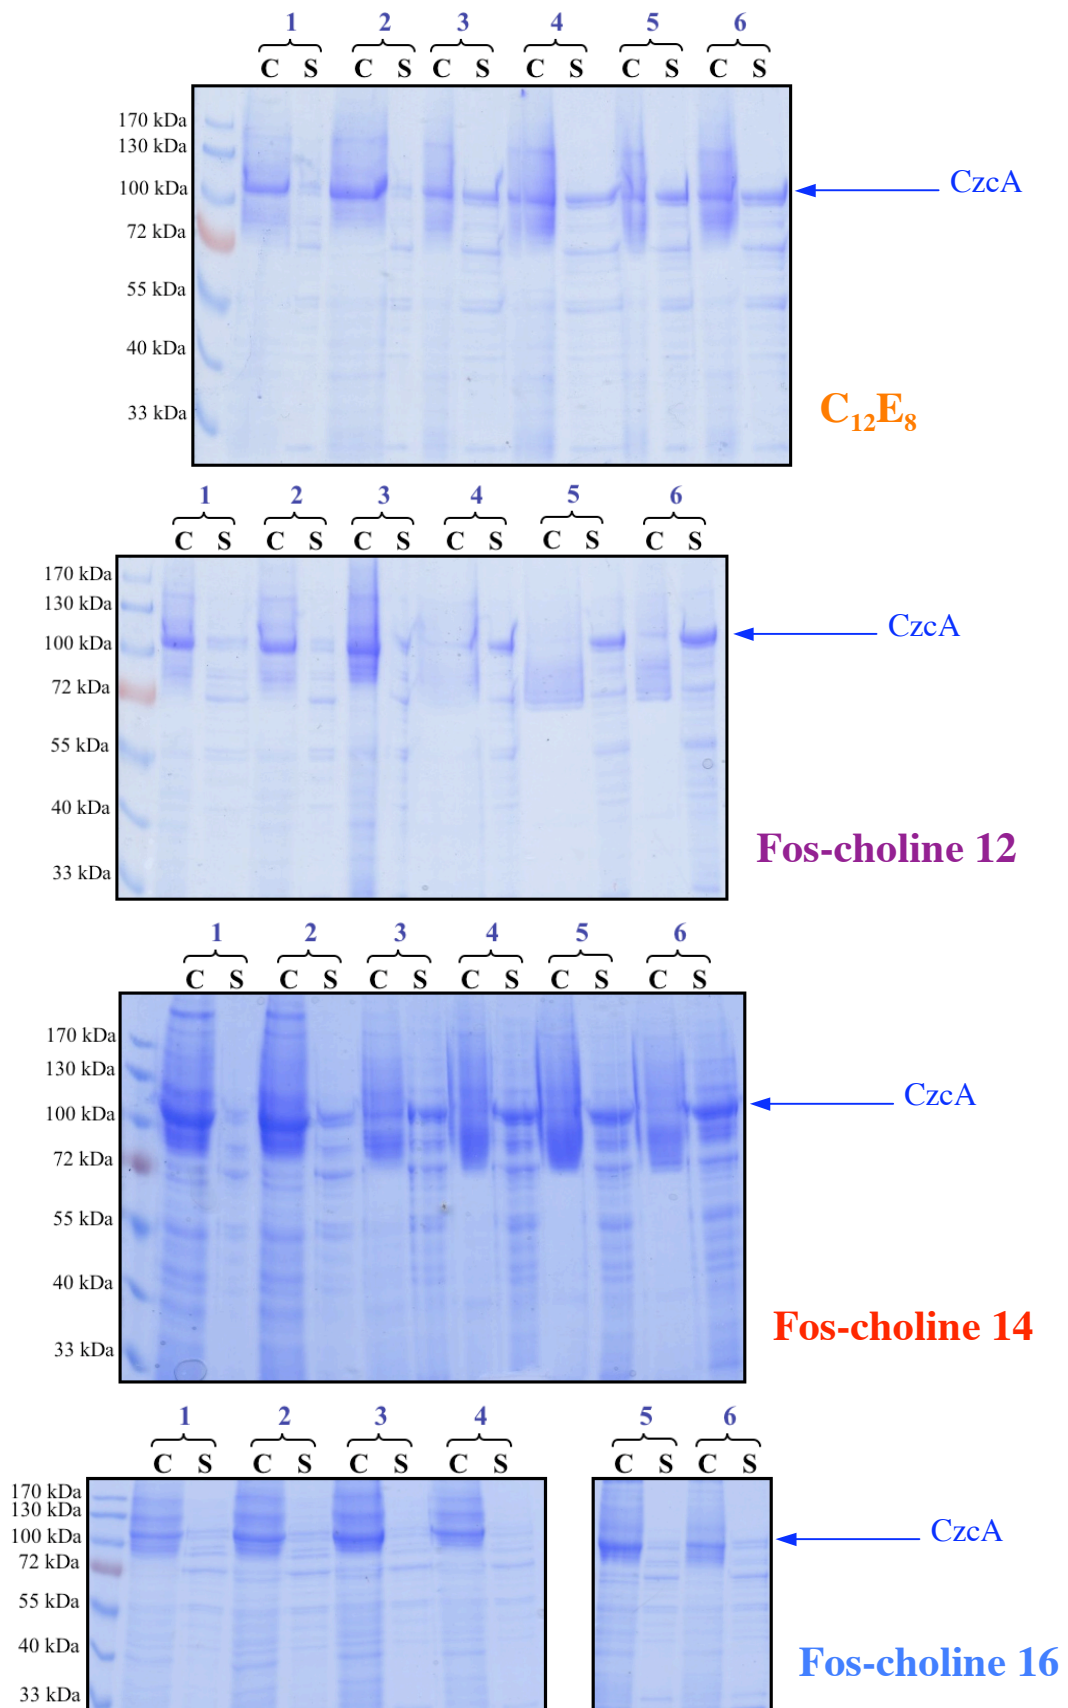 1 2 3 4 5 6
C S C S C S C S C S C S
170 kDa
130 kDa
100 kDa
CzcA
72 kDa
55 kDa
40 kDa
33 kDa
C₁₂E₈
1 2 3 4 5 6
C S C S C S C S C S C S
170 kDa
130 kDa
100 kDa
CzcA
72 kDa
55 kDa
40 kDa
33 kDa
Fos-choline 12
1 2 3 4 5 6
C S C S C S C S C S C S
170 kDa
130 kDa
100 kDa
CzcA
72 kDa
55 kDa
40 kDa
33 kDa
Fos-choline 14
1 2 3 4 5 6
C S C S C S C S C S C S
170 kDa
130 kDa
100 kDa
CzcA
72 kDa
55 kDa
40 kDa
33 kDa
Fos-choline 16